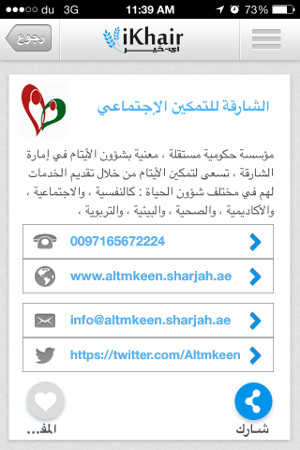 du 3G 11:39 AM 73%
رجوع
iKhair
اي-خير
الشارقة للتمكين الإجتماعي
مؤسسة حكومية مستقلة ، معنية بشؤون الأيتام في إمارة
الشارقة ، تسعى لتمكين الأيتام من خلال تقديم الخدمات
لهم في مختلف شؤون الحياة : كالنفسية ، والاجتماعية ،
والأكاديمية ، والصحية ، والبيئية ، والتربوية ،
0097165672224
www.altmkeen.sharjah.ae
info@altmkeen.sharjah.ae
https://twitter.com/Altmkeen
شارك
المف...